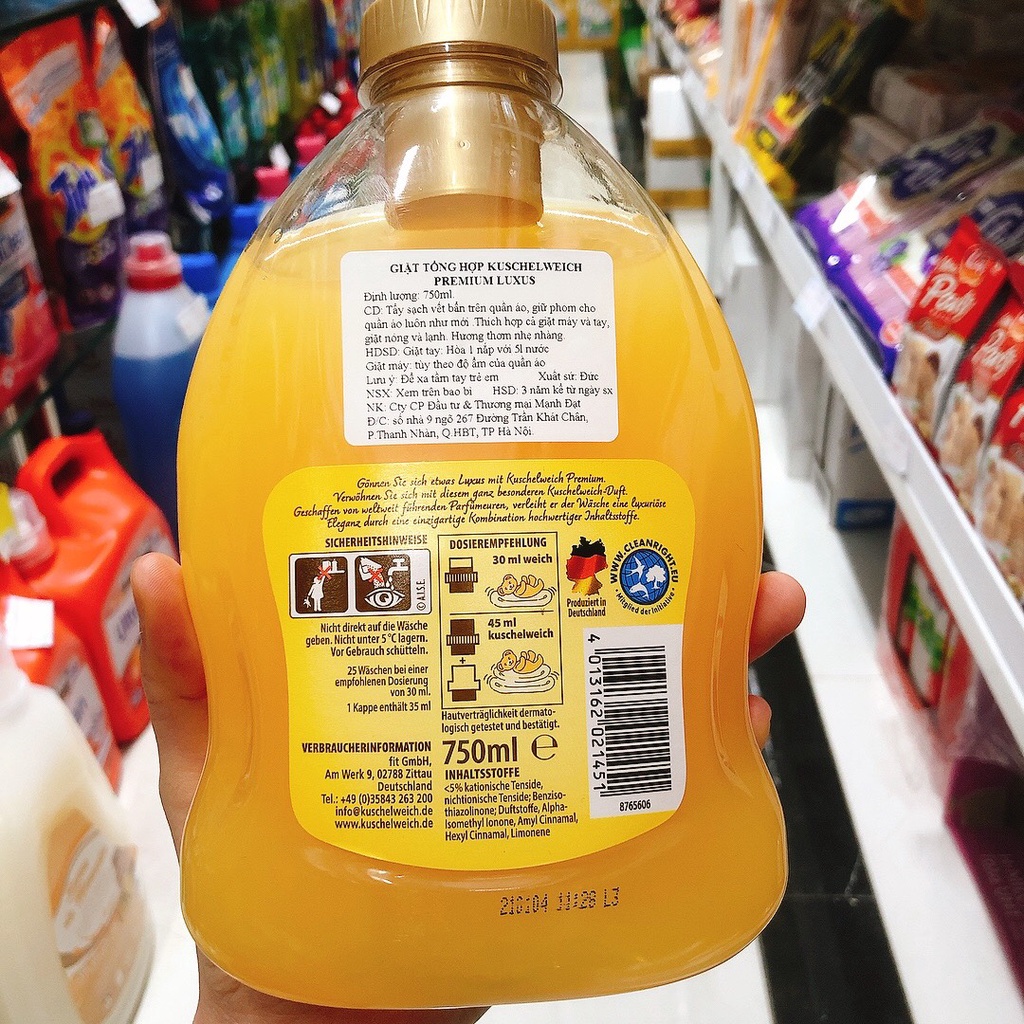 GIẶT TỔNG HỢP KUSCHELWEICH
PREMIUM LUXUS
Định lượng: 750ml.
CD: Tẩy sạch vết bẩn trên quần áo, giữ phom cho
quần áo luôn như mới .Thích hợp cả giặt máy và tay,
giặt nóng và lạnh. Hương thơm nhẹ nhàng.
HDSD: Giặt tay: Hòa 1 nắp với 5l nước
Giặt máy: tùy theo độ ẩm của quần áo
Lưu ý: Để xa tầm tay trẻ em Xuất sứ: Đức
NSX: Xem trên bao bì HSD: 3 năm kể từ ngày sx
NK: Cty CP Đầu tư & Thương mại Mạnh Đạt
Đ/C: số nhà 9 ngõ 267 Đường Trần Khát Chân,
P.Thanh Nhàn, Q.HBT, TP Hà Nội.
Gönnen Sie sich etwas Luxus mit Kuschelweich Premium.
Verwöhnen Sie sich mit diesem ganz besonderen Kuschelweich-Duft.
Geschaffen von weltweit führenden Parfümeuren, verleiht er der Wäsche eine luxuriöse
Eleganz durch eine einzigartige Kombination hochwertiger Inhaltsstoffe.
SICHERHEITSHINWEISE
© A.I.S.E.
Nicht direkt auf die Wäsche
geben. Nicht unter 5°C lagern.
Vor Gebrauch schütteln.
25 Wäschen bei einer
empfohlenen Dosierung
von 30 ml.
1 Kappe enthält 35 ml
VERBRAUCHERINFORMATION
fit GmbH,
Am Werk 9, 02788 Zittau
Deutschland
Tel.: +49 (0)35843 263 200
info@kuschelweich.de
www.kuschelweich.de
DOSIEREMPFEHLUNG
30 ml weich
45 ml
kuschelweich
+
Hautverträglichkeit dermato-
logisch getestet und bestätigt.
750ml e
INHALTSSTOFFE
<5% kationische Tenside,
nichtionische Tenside; Benziso-
thiazolinone; Duftstoffe, Alpha-
Isomethyl Ionone, Amyl Cinnamal,
Hexyl Cinnamal, Limonene
Produziert in
Deutschland
WWW.CLEANRIGHT.EU
Mitglied der Initiative
4 013162 021451
8765606
210:04 11:28 L3
Party